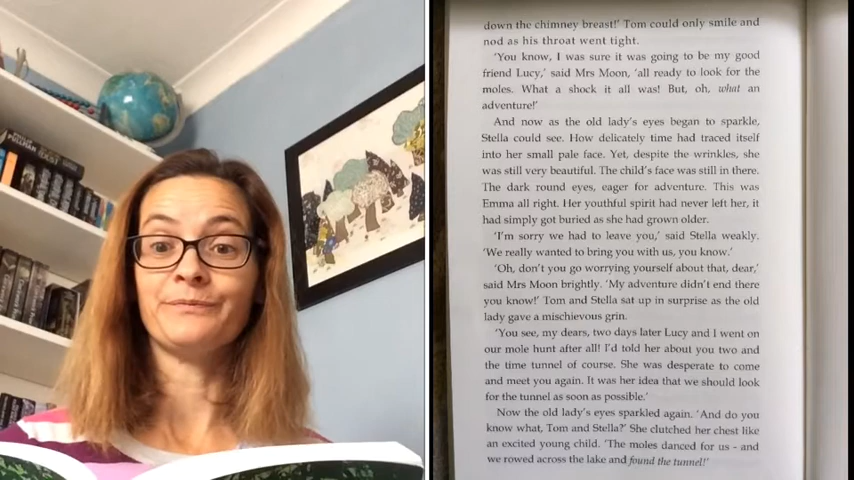 PHILIP PULLMAN
down the chimney breast!' Tom could only smile and
nod as his throat went tight.
'You know, I was sure it was going to be my good
friend Lucy,' said Mrs Moon, 'all ready to look for the
moles. What a shock it all was! But, oh, what an
adventure!'
And now as the old lady's eyes began to sparkle,
Stella could see. How delicately time had traced itself
into her small pale face. Yet, despite the wrinkles, she
was still very beautiful. The child's face was still in there.
The dark round eyes, eager for adventure. This was
Emma all right. Her youthful spirit had never left her, it
had simply got buried as she had grown older.
'I'm sorry we had to leave you,' said Stella weakly.
'We really wanted to bring you with us, you know.'
'Oh, don't you go worrying yourself about that, dear,'
said Mrs Moon brightly. 'My adventure didn't end there
you know!' Tom and Stella sat up in surprise as the old
lady gave a mischievous grin.
'You see, my dears, two days later Lucy and I went on
our mole hunt after all! I'd told her about you two and
the time tunnel of course. She was desperate to come
and meet you again. It was her idea that we should look
for the tunnel as soon as possible.'
Now the old lady's eyes sparkled again. 'And do you
know what, Tom and Stella?' She clutched her chest like
an excited young child. 'The moles danced for us - and
we rowed across the lake and found the tunnel!'